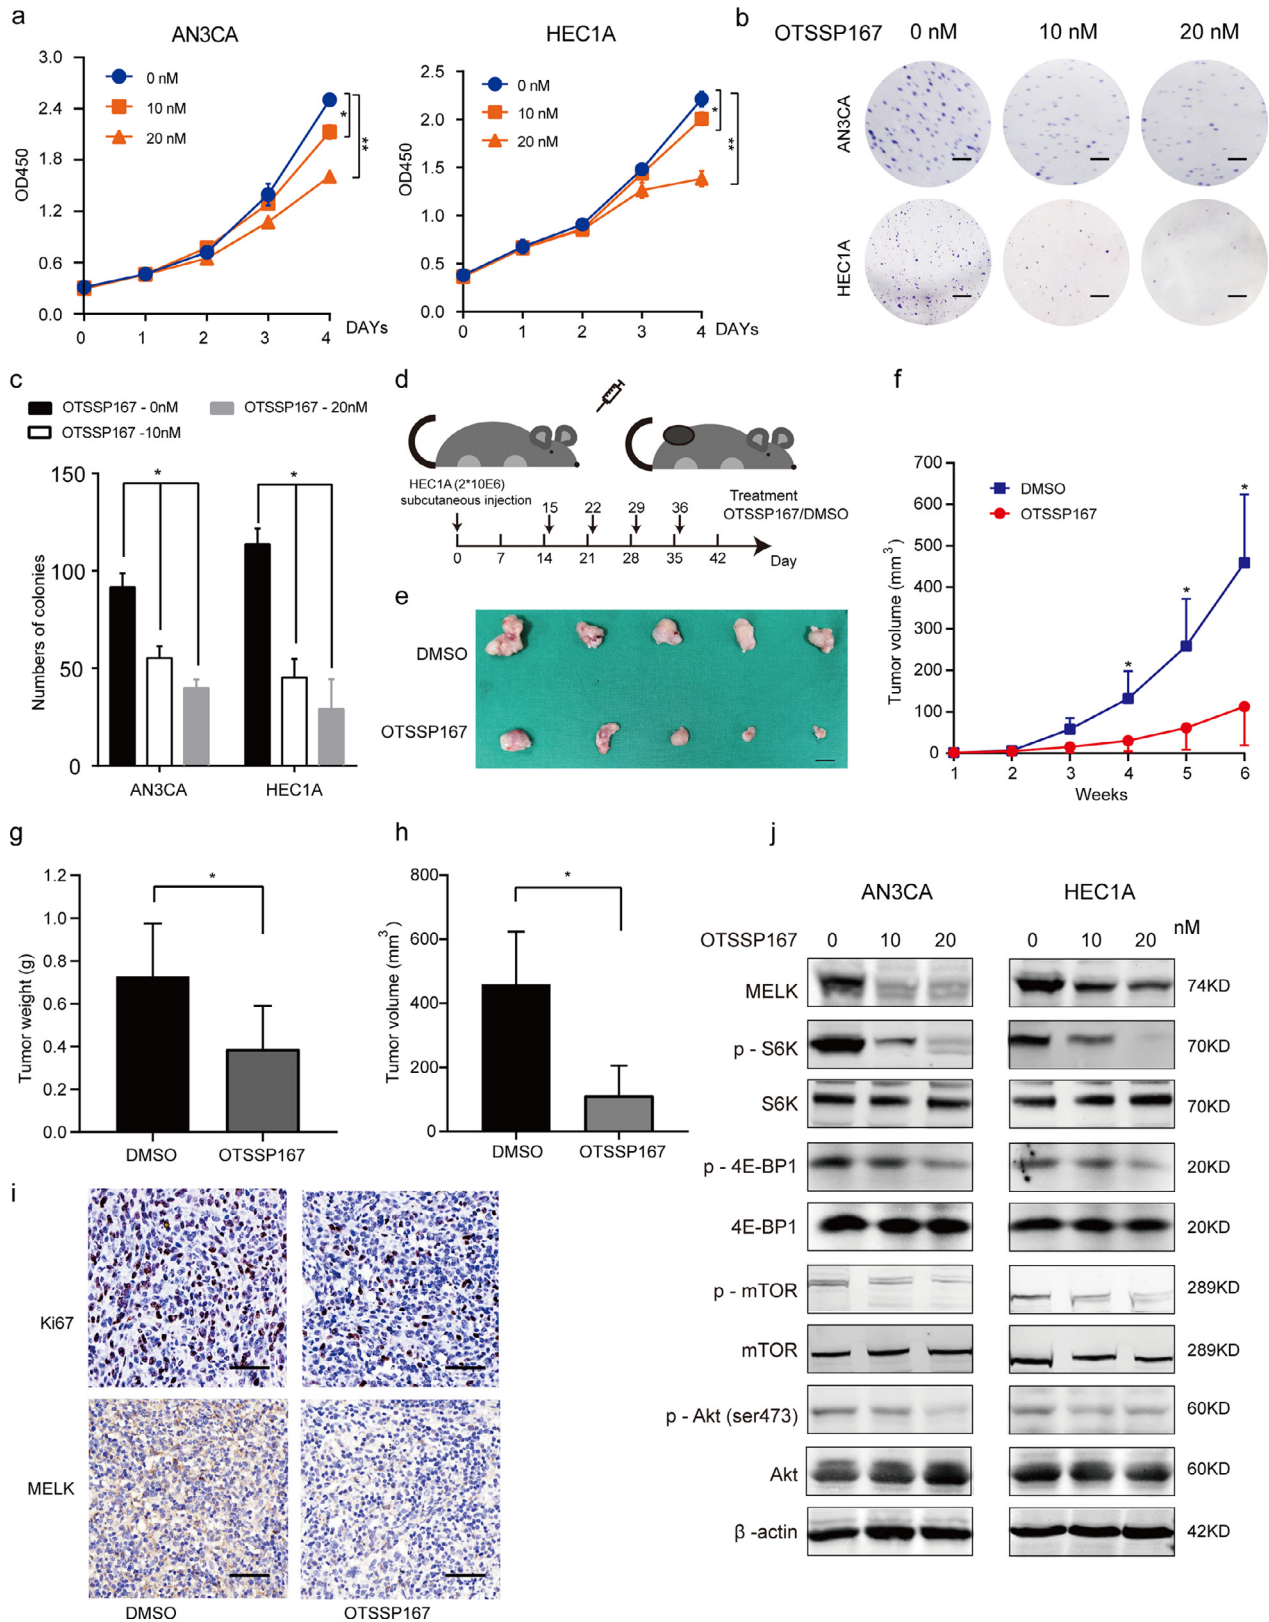 a
AN3CA
3.0
2.4
1.8
1.2
0.6
0.0
OD450
0 nM
10 nM
20 nM
*
**
0
1
2
3
4
DAYs
HEC1A
2.5
2.0
1.5
1.0
0.5
0.0
OD450
0 nM
10 nM
20 nM
*
**
0
1
2
3
4
DAYs
b
OTSSP167 0 nM 10 nM 20 nM
AN3CA
HEC1A
c
OTSSP167 - 0nM
OTSSP167 - 20nM
OTSSP167 -10nM
150
100
50
0
Numbers of colonies
*
*
AN3CA
HEC1A
d
HEC1A (2*10E6)
subcutaneous injection
15 22 29 36
Treatment
OTSSP167/DMSO
0 7 14 21 28 35 42
Day
e
DMSO
OTSSP167
f
700
600
500
400
300
200
100
0
Tumor volume (mm3)
DMSO
OTSSP167
*
*
*
1 2 3 4 5 6
Weeks
g
1.2
1.0
0.8
0.6
0.4
0.2
0.0
Tumor weight (g)
*
DMSO
OTSSP167
h
800
600
400
200
0
Tumor volume (mm3)
*
DMSO
OTSSP167
i
Ki67
MELK
DMSO
OTSSP167
j
AN3CA HEC1A
OTSSP167 0 10 20 0 10 20 nM
MELK 74KD
p - S6K 70KD
S6K 70KD
p - 4E-BP1 20KD
4E-BP1 20KD
p - mTOR 289KD
mTOR 289KD
p - Akt (ser473) 60KD
Akt 60KD
β -actin 42KD